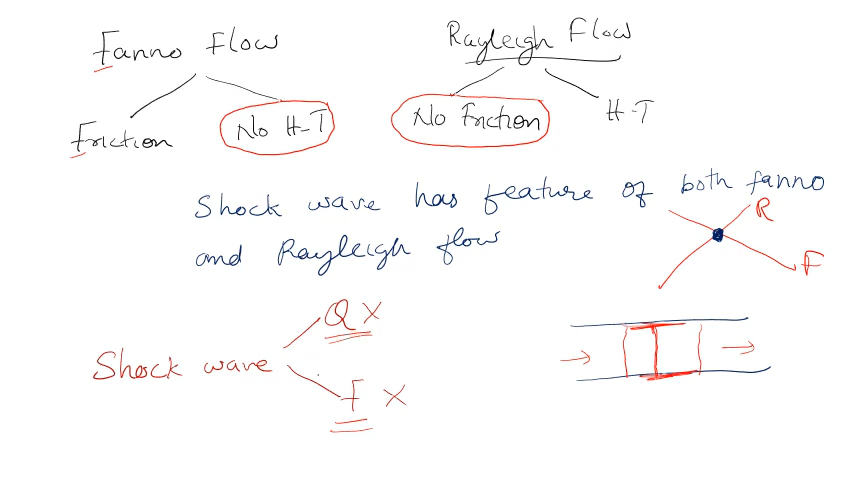 Fanno Flow
Rayleigh Flow
Friction
No H-T
No Friction
H-T
Shock wave has feature of both fanno
and Rayleigh flow
R
F
Shock wave
Q X
F X